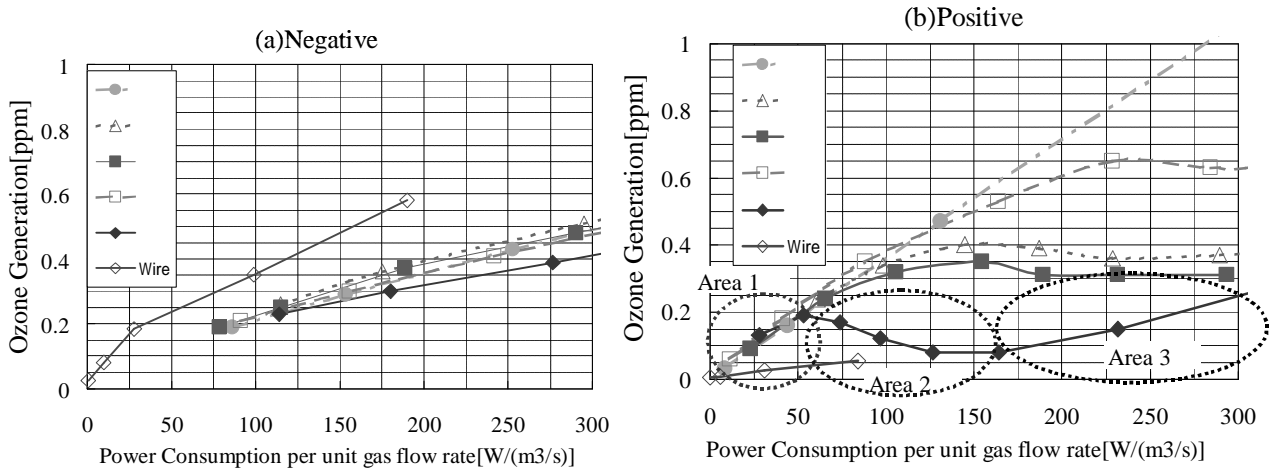 (a)Negative
Ozone Generation[ppm]
1
0.8
0.6
0.4
0.2
0
Wire
0 50 100 150 200 250 300
Power Consumption per unit gas flow rate[W/(m3/s)]
(b)Positive
Ozone Generation[ppm]
1
0.8
0.6
0.4
0.2
0
Wire
Area 1
Area 2
Area 3
0 50 100 150 200 250 300
Power Consumption per unit gas flow rate[W/(m3/s)]